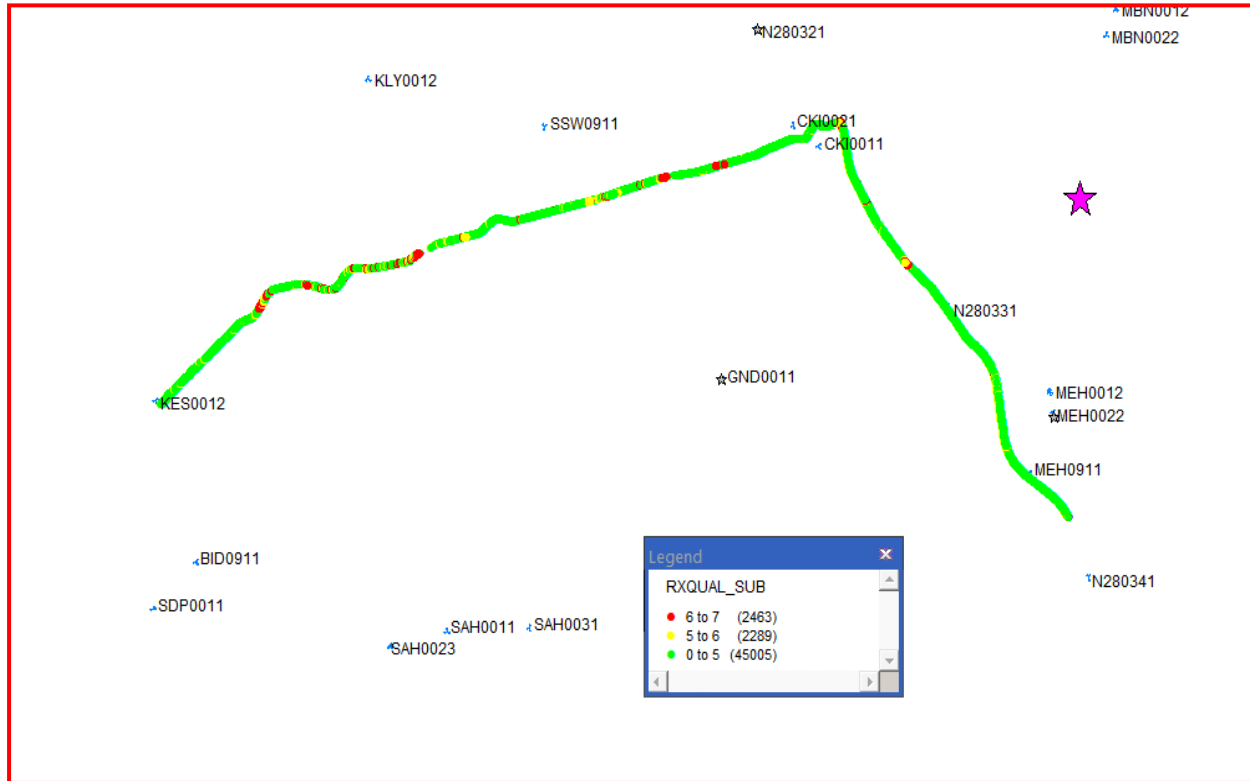 MBN0012
N280321
MBN0022
KLY0012
SSW0911
CKI0021
CKI0011
N280331
GND0011
MEH0012
KES0012
MEH0022
MEH0911
BID0911
Legend
N280341
RXQUAL_SUB
SDP0011
6 to 7 (2463)
SAH0011
SAH0031
5 to 6 (2289)
SAH0023
0 to 5 (45005)